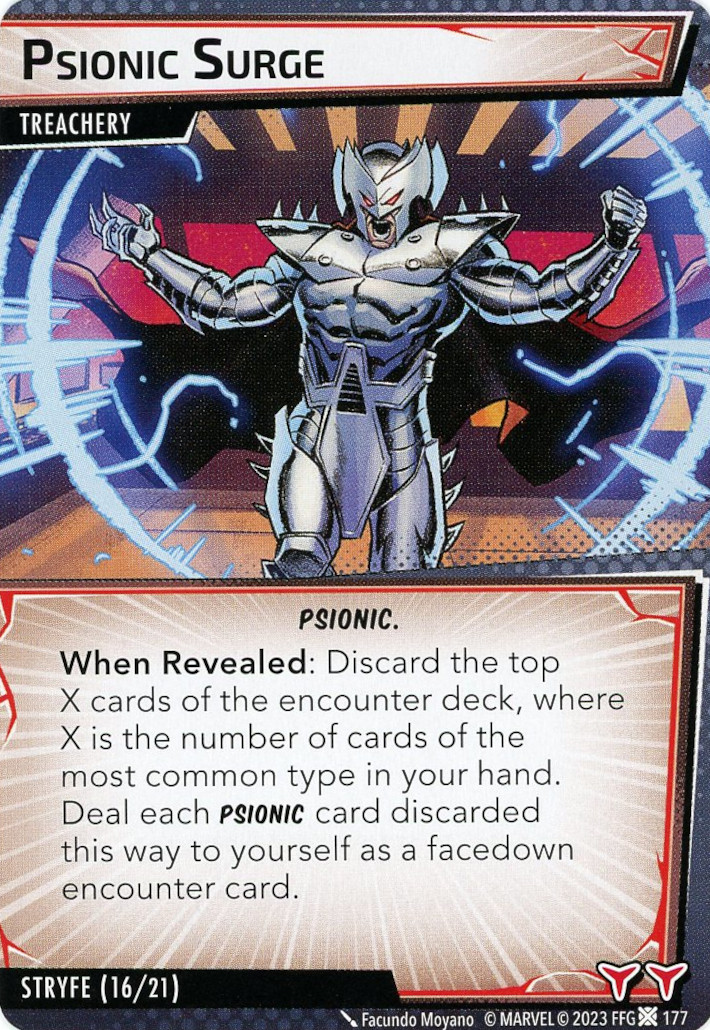 Psionic Surge
TREACHERY
PSIONIC.
When Revealed: Discard the top
X cards of the encounter deck, where
X is the number of cards of the
most common type in your hand.
Deal each PSIONIC card discarded
this way to yourself as a facedown
encounter card.
STRYFE (16/21)
Facundo Moyano © MARVEL © 2023 FFG 177